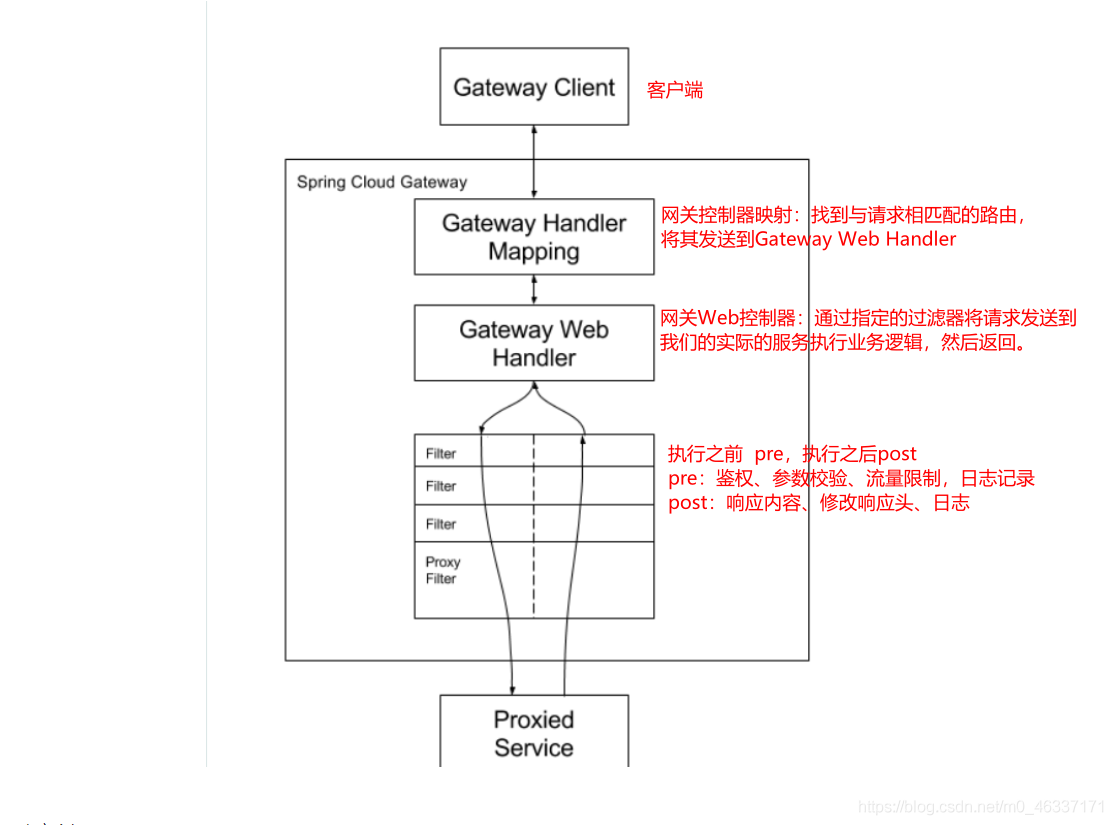 Gateway Client
客户端
Spring Cloud Gateway
Gateway Handler
Mapping
网关控制器映射：找到与请求相匹配的路由，
将其发送到Gateway Web Handler
Gateway Web
Handler
网关Web控制器：通过指定的过滤器将请求发送到
我们的实际的服务执行业务逻辑，然后返回。
Filter
Filter
Filter
Proxy
Filter
执行之前 pre，执行之后post
pre：鉴权、参数校验、流量限制，日志记录
post：响应内容、修改响应头、日志
Proxied
Service
https://blog.csdn.net/m0_46337171